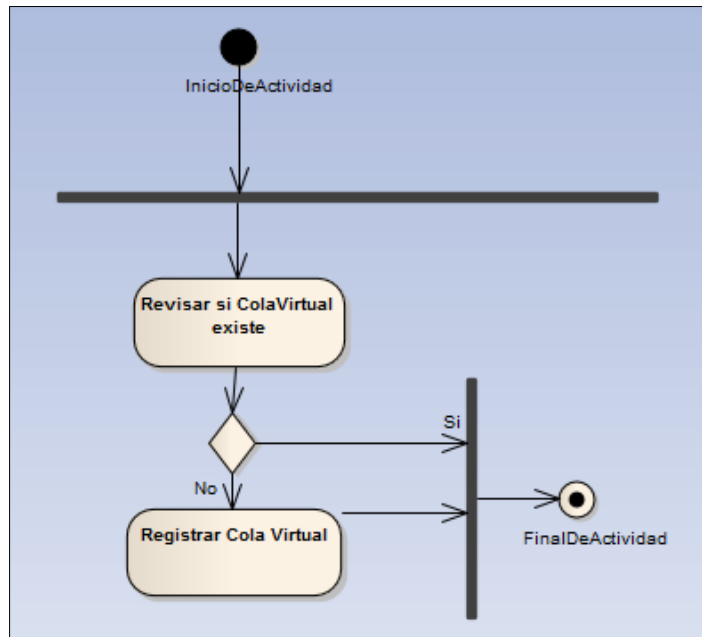 InicioDeActividad
Revisar si ColaVirtual
existe
Si
No
Registrar Cola Virtual
FinalDeActividad